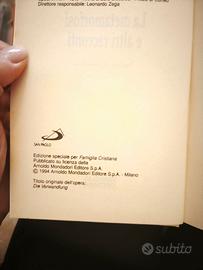 Direttore responsabile: Leonardo Zega
La metamorfosi
e altri racconti
SAN PAOLO
Edizione speciale per Famiglia Cristiana
Pubblicato su licenza della
Arnoldo Mondadori Editore S.p.A.
© 1994 Arnoldo Mondadori Editore S.p.A. - Milano
Titolo originale dell'opera:
Die Verwandlung
subito